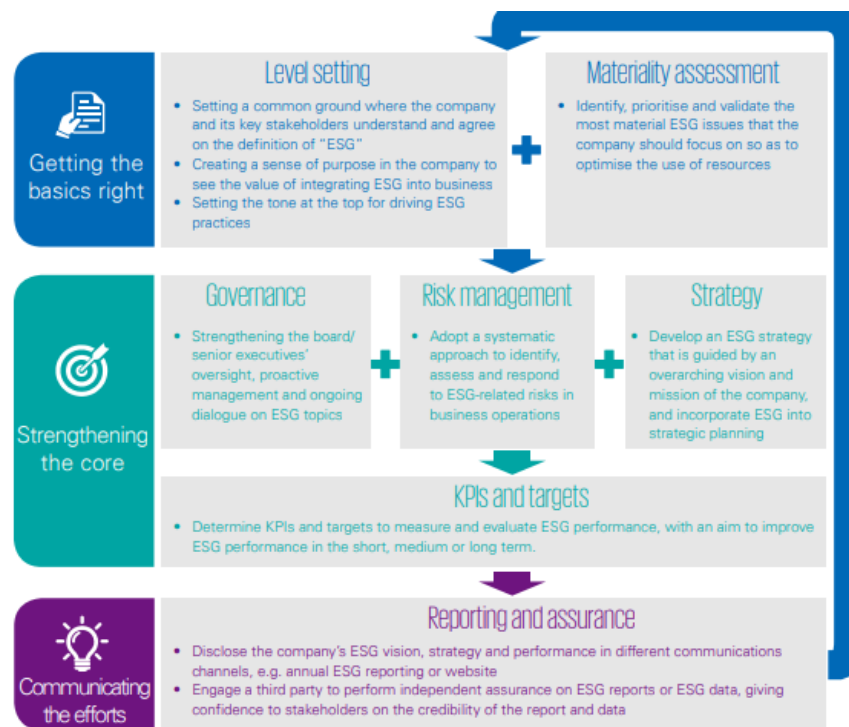 Getting the
basics right
Level setting
• Setting a common ground where the company
and its key stakeholders understand and agree
on the definition of “ESG”
• Creating a sense of purpose in the company to
see the value of integrating ESG into business
• Setting the tone at the top for driving ESG
practices
Materiality assessment
• Identify, prioritise and validate the
most material ESG issues that the
company should focus on so as to
optimise the use of resources
Strengthening
the core
Governance
• Strengthening the board/
senior executives’
oversight, proactive
management and ongoing
dialogue on ESG topics
Risk management
• Adopt a systematic
approach to identify,
assess and respond
to ESG-related risks in
business operations
Strategy
• Develop an ESG strategy
that is guided by an
overarching vision and
mission of the company,
and incorporate ESG into
strategic planning
KPIs and targets
• Determine KPIs and targets to measure and evaluate ESG performance, with an aim to improve
ESG performance in the short, medium or long term.
Communicating
the efforts
Reporting and assurance
• Disclose the company’s ESG vision, strategy and performance in different communications
channels, e.g. annual ESG reporting or website
• Engage a third party to perform independent assurance on ESG reports or ESG data, giving
confidence to stakeholders on the credibility of the report and data